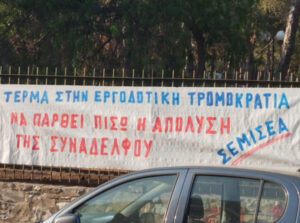 ΤΕΡΜΑ ΣΤΗΝ ΕΡΓΟΔΟΤΙΚΗ ΤΡΟΜΟΚΡΑΤΙΑ
ΝΑ ΠΑΡΘΕΙ ΠΙΣΩ Η ΑΠΟΛΥΣΗ
ΤΗΣ ΣΥΝΑΔΕΛΦΟΥ
ΣΕΜΙΣΕΑ